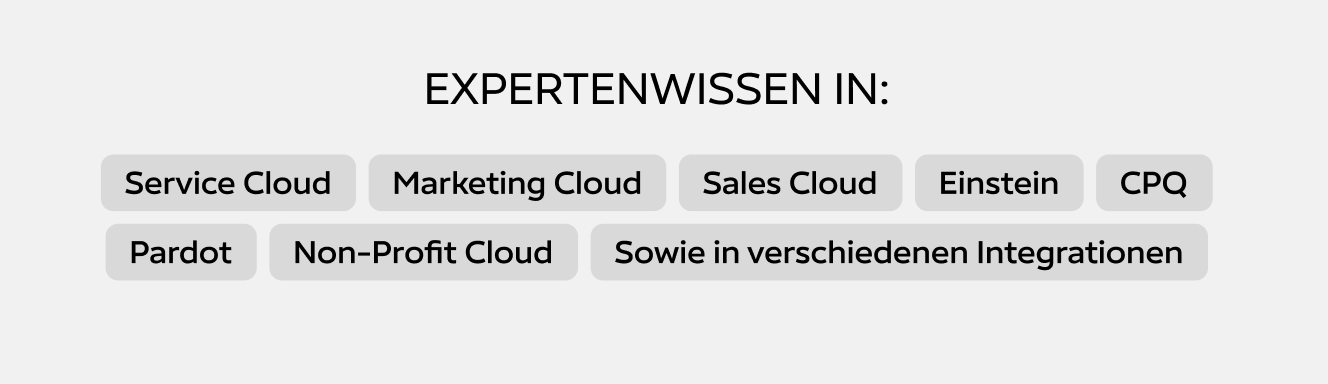 EXPERTENWISSEN IN:
Service Cloud Marketing Cloud Sales Cloud Einstein CPQ
Pardot Non-Profit Cloud Sowie in verschiedenen Integrationen